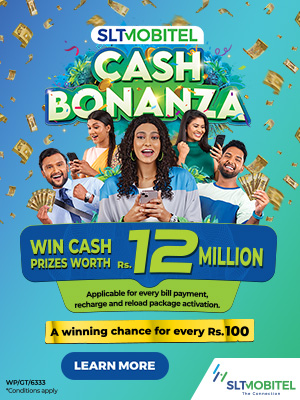 SLTMOBITEL
CASH
BONANZA
WIN CASH
PRIZES WORTH Rs. 12 MILLION
Applicable for every bill payment,
recharge and reload package activation.
A winning chance for every Rs.100
LEARN MORE
WP/GT/6333
*Conditions apply
SLTMOBITEL
The Connection